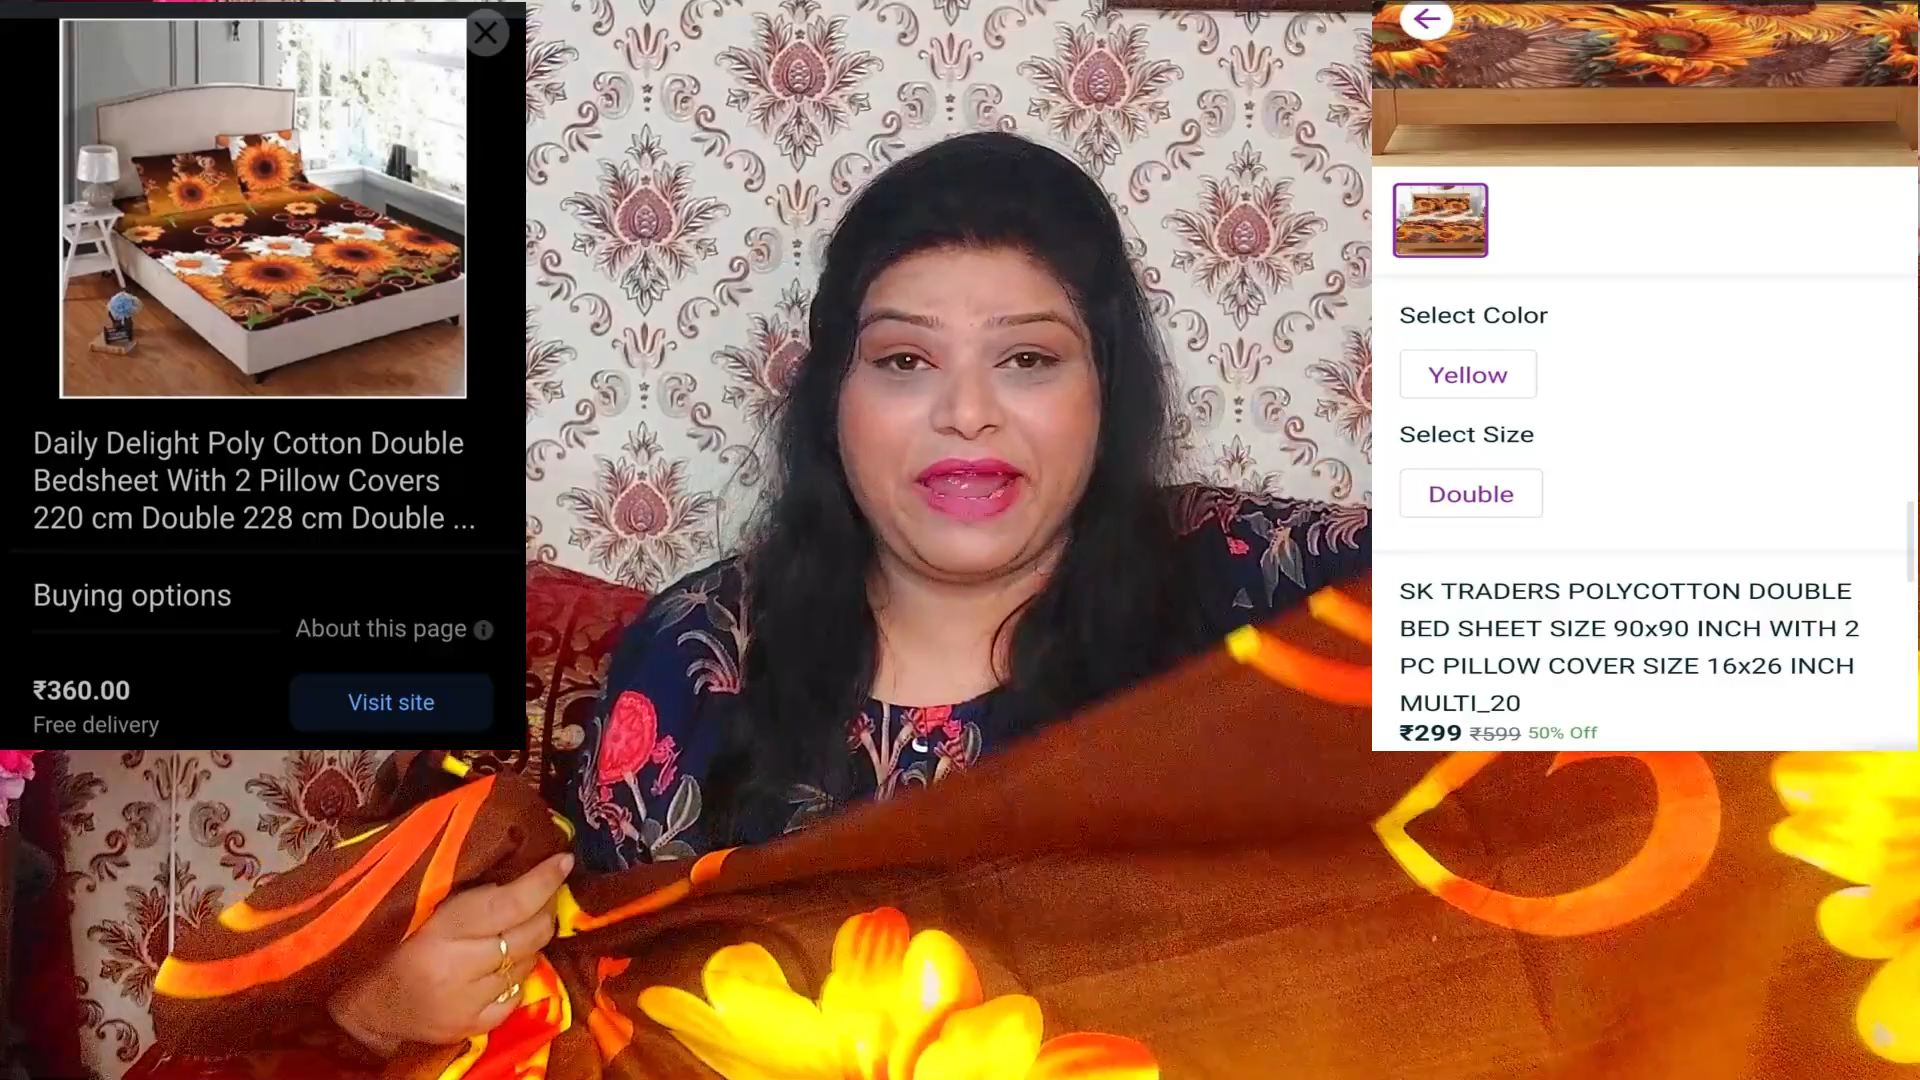 Daily Delight Poly Cotton Double
Bedsheet With 2 Pillow Covers
220 cm Double 228 cm Double ...
Buying options
About this page
₹360.00
Free delivery
Visit site
Select Color
Yellow
Select Size
Double
SK TRADERS POLYCOTTON DOUBLE
BED SHEET SIZE 90x90 INCH WITH 2
PC PILLOW COVER SIZE 16x26 INCH
MULTI_20
₹299 ₹599 50% Off